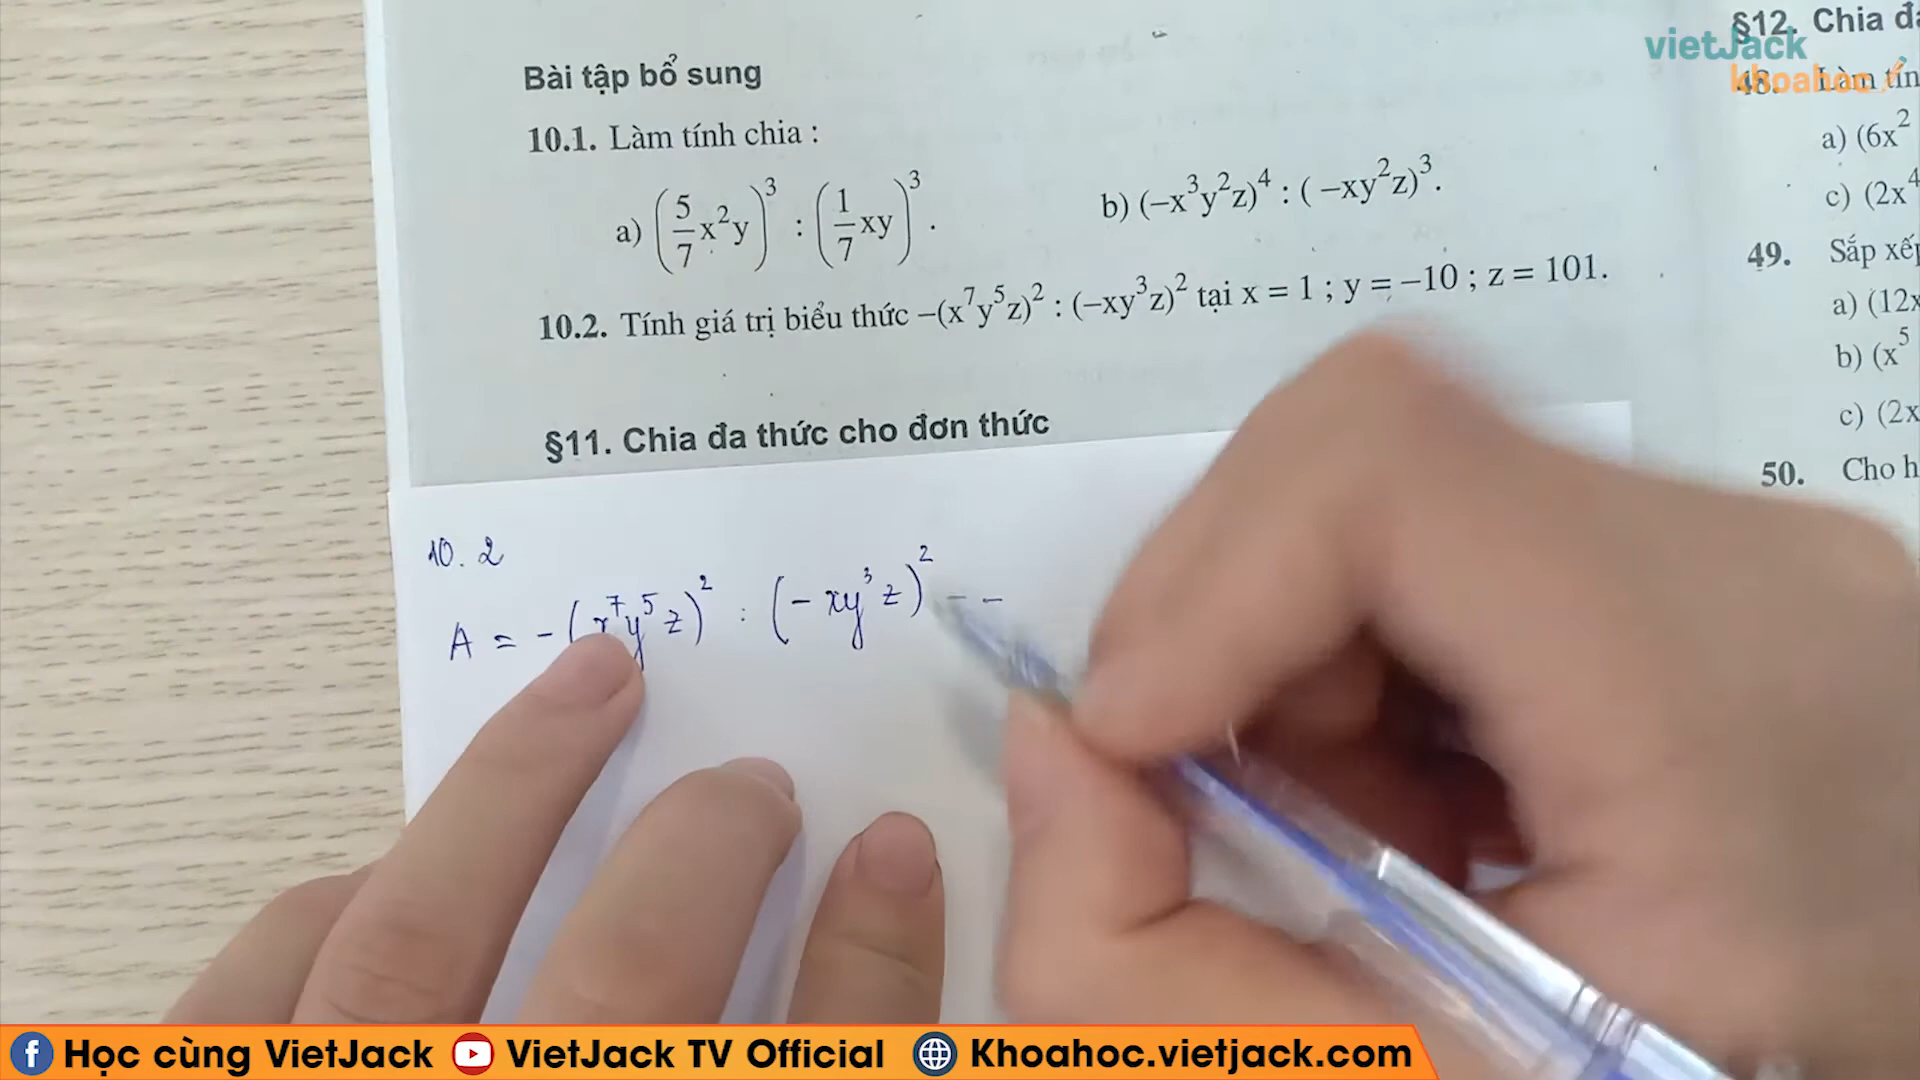 Bài tập bổ sung
10.1. Làm tính chia :
a) (5/7 x²y)³ : (1/7 xy)³.
b) (–x³y²z)⁴ : ( –xy²z)³.
10.2. Tính giá trị biểu thức –(x⁷y⁵z)² : (–xy³z)² tại x = 1 ; y = –10 ; z = 101.
§11. Chia đa thức cho đơn thức
10.2
A = - (x⁷y⁵z)² : (- xy³z)²
§12. Chia
vietJack
khoahoc
48. Làm
a) (6x²
c) (2x⁴
49. Sắp
a) (12x
b) (x⁵
c) (2x
50. Cho
Học cùng VietJack
VietJack TV Official
Khoahoc.vietjack.com